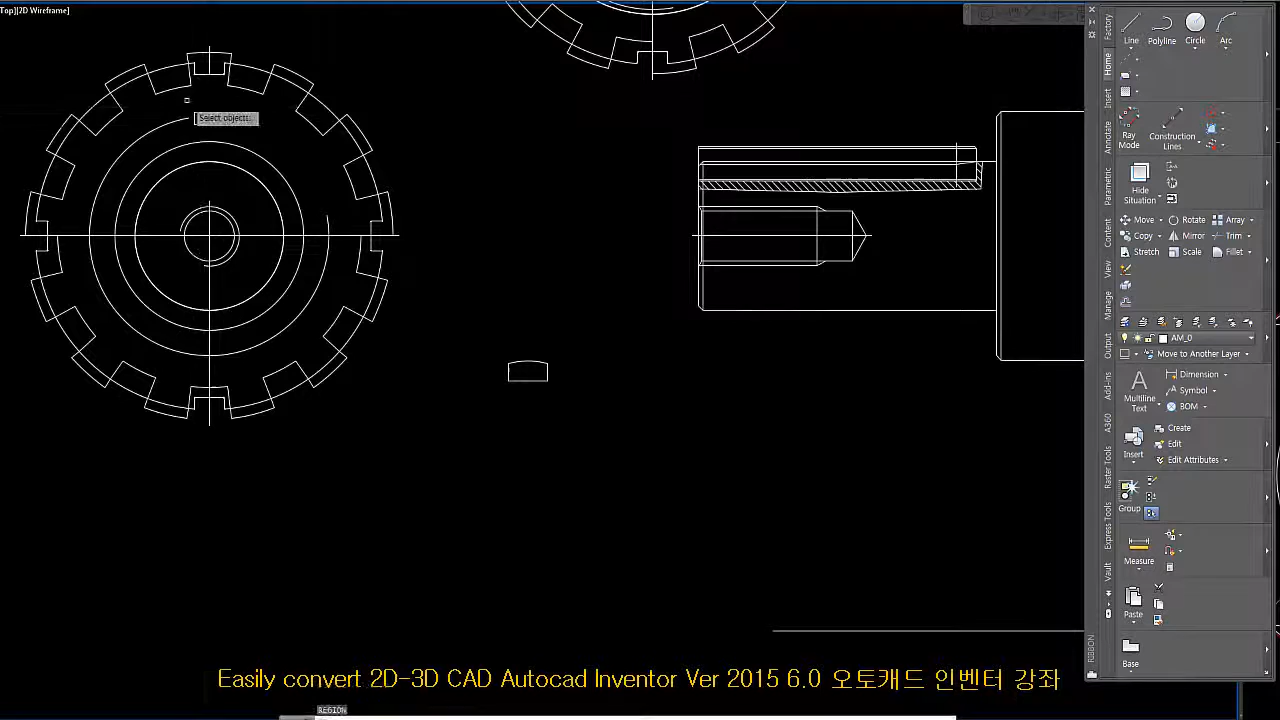 Top][2D Wireframe]
Select objects:
Factory
Home
Insert
Annotate
Parametric
Content
View
Manage
Output
Add-ins
A360
Raster Tools
Express Tools
Vault
RIBBON
Line
Polyline
Circle
Arc
Ray
Mode
Construction
Lines
Hide
Situation
Move
Rotate
Array
Copy
Mirror
Trim
Stretch
Scale
Fillet
AM_0
Move to Another Layer
Multiline
Text
Dimension
Symbol
BOM
Insert
Create
Edit
Edit Attributes
Group
Measure
Paste
Base
Easily convert 2D-3D CAD Autocad Inventor Ver 2015 6.0 오토캐드 인벤터 강좌
REGION